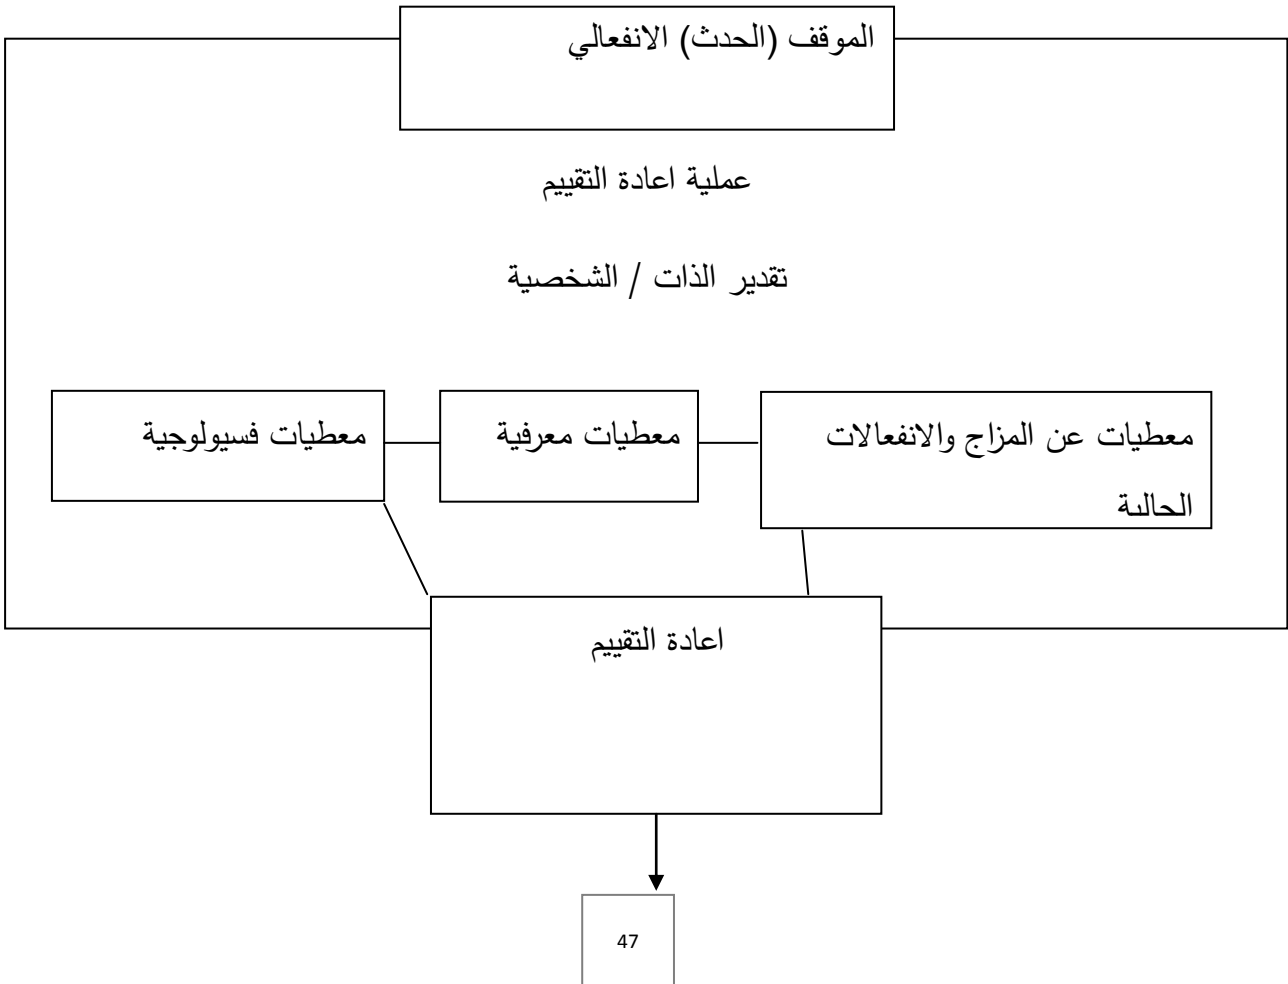 الموقف (الحدث) الانفعالي
عملية اعادة التقييم
تقدير الذات / الشخصية
معطيات عن المزاج والانفعالات
الحالية
معطيات معرفية
معطيات فسيولوجية
اعادة التقييم
47